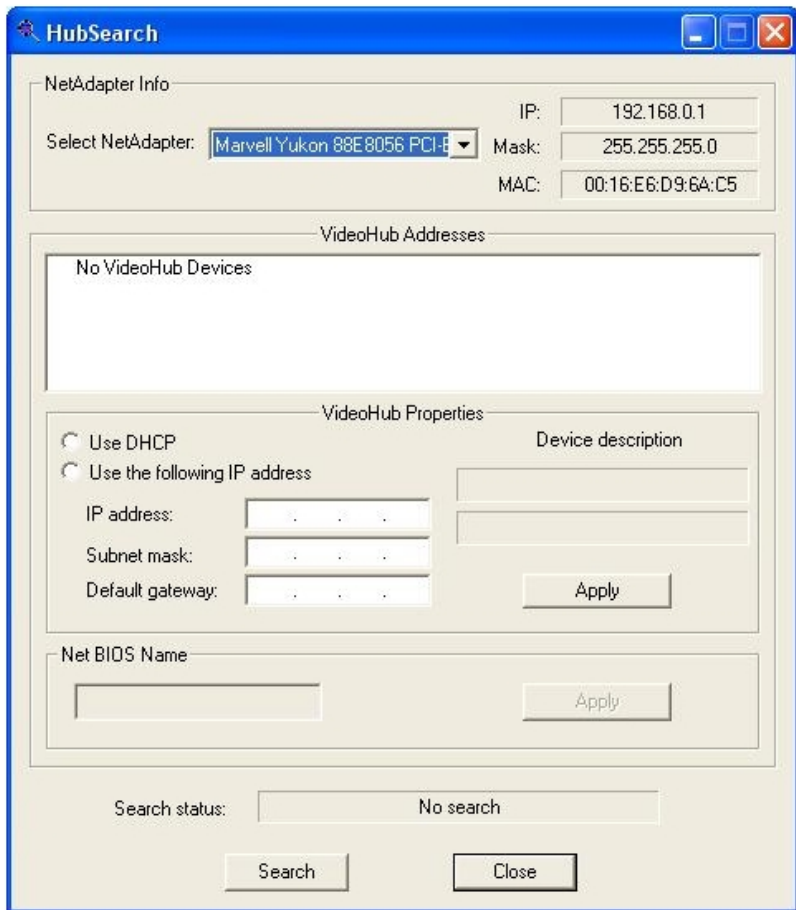 HubSearch
NetAdapter Info
Select NetAdapter: Marvell Yukon 88E8056 PCI-E
IP: 192.168.0.1
Mask: 255.255.255.0
MAC: 00:16:E6:D9:6A:C5
VideoHub Addresses
No VideoHub Devices
VideoHub Properties
Use DHCP
Use the following IP address
IP address: . . .
Subnet mask: . . .
Default gateway: . . .
Device description
Apply
Net BIOS Name
Apply
Search status: No search
Search Close